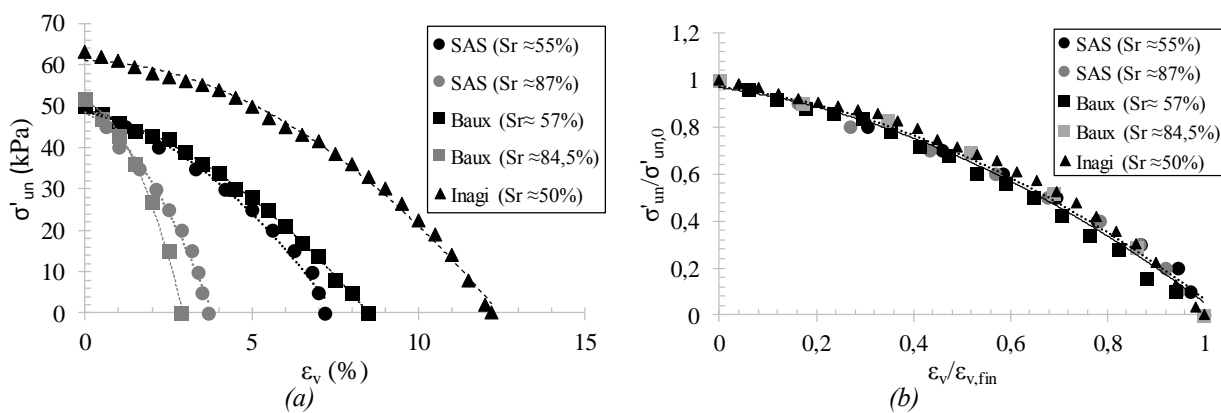 70
60
50
40
30
20
10
0
0
5
10
15
σ'un (kPa)
εv (%)
SAS (Sr ≈55%)
SAS (Sr ≈87%)
Baux (Sr≈ 57%)
Baux (Sr ≈84,5%)
Inagi (Sr ≈50%)
(a)
1,2
1
0,8
0,6
0,4
0,2
0
0
0,2
0,4
0,6
0,8
1
σ'un/σ'un,0
εv/εv,fin
SAS (Sr ≈55%)
SAS (Sr ≈87%)
Baux (Sr≈ 57%)
Baux (Sr ≈84,5%)
Inagi (Sr ≈50%)
(b)